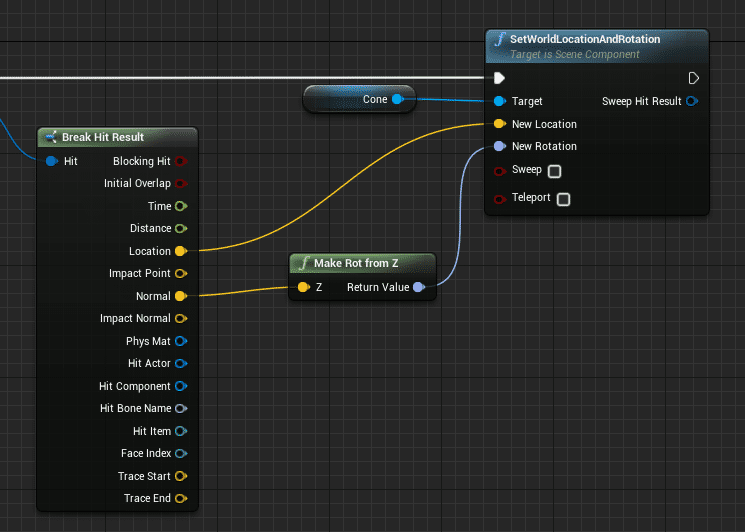 SetWorldLocationAndRotation
Target is Scene Component
Cone
Target
Sweep Hit Result
New Location
New Rotation
Sweep
Teleport
Break Hit Result
Hit
Blocking Hit
Initial Overlap
Time
Distance
Location
Impact Point
Normal
Impact Normal
Phys Mat
Hit Actor
Hit Component
Hit Bone Name
Hit Item
Face Index
Trace Start
Trace End
Make Rot from Z
Z
Return Value